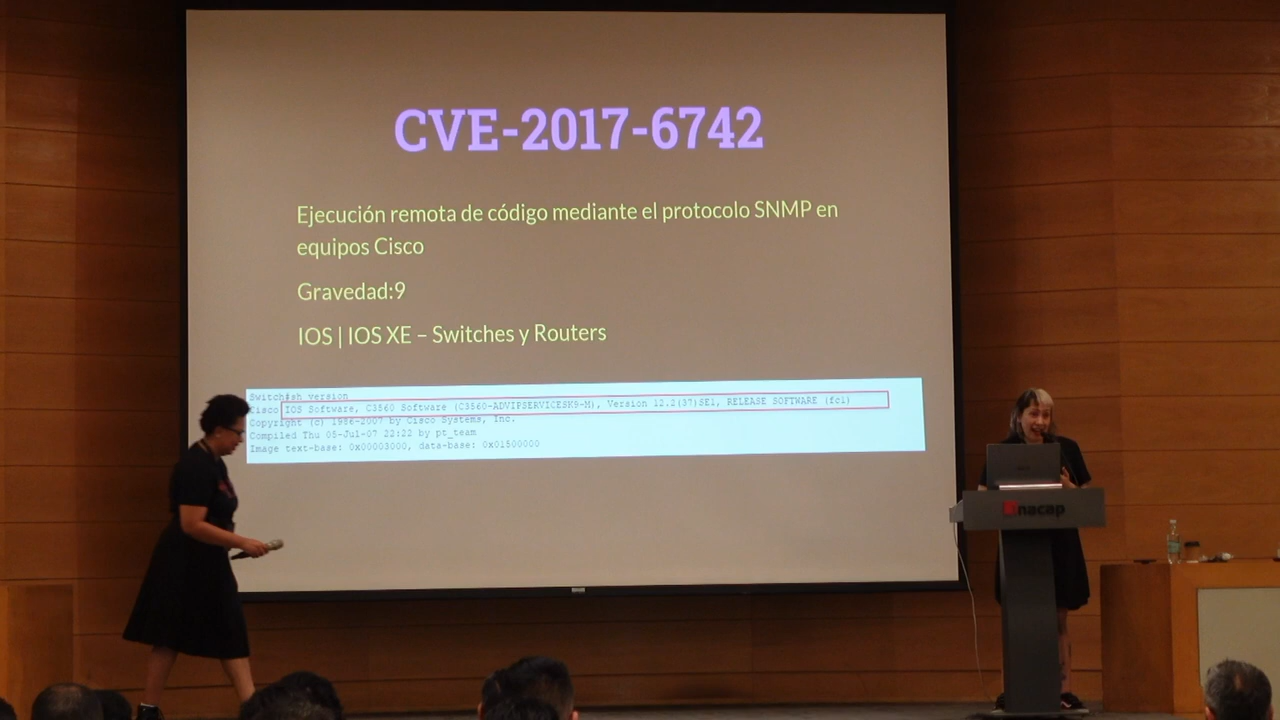 CVE-2017-6742
Ejecución remota de código mediante el protocolo SNMP en
equipos Cisco
Gravedad:9
IOS | IOS XE – Switches y Routers
Switch#sh version
Cisco IOS Software, C3560 Software (C3560-ADVIPSERVICESK9-M), Version 12.2(37)SE1, RELEASE SOFTWARE (fc1)
Copyright (c) 1986-2007 by Cisco Systems, Inc.
Compiled Thu 05-Jul-07 22:22 by pt_team
Image text-base: 0x00003000, data-base: 0x01500000
inacap